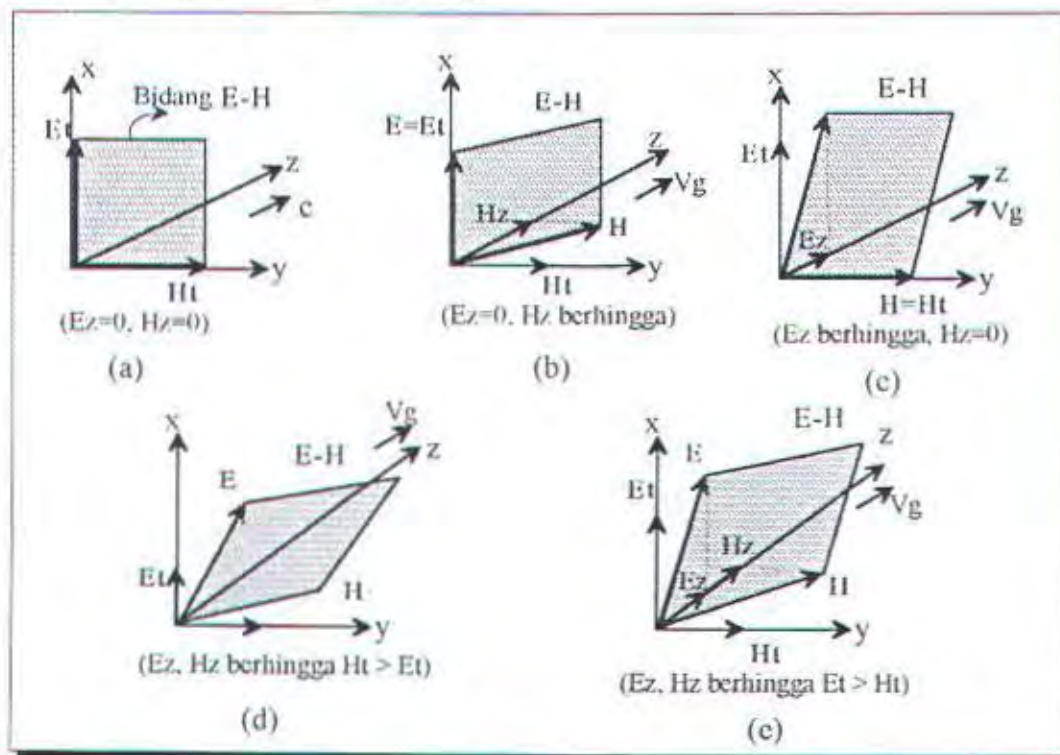 x
Bidang E-H
Et
z
c
y
Ht
(Ez=0, Hz=0)
(a)
x
E-H
E=Et
z
Vg
Hz
H
y
Ht
(Ez=0, Hz berhingga)
(b)
x
E-H
Et
z
Vg
Ez
y
H=Ht
(Ez berhingga, Hz=0)
(c)
Vg
x
E-H
z
E
Et
H
y
(Ez, Hz berhingga Ht > Et)
(d)
x
E-H
z
E
Et
Vg
Hz
Ez
H
y
Ht
(Ez, Hz berhingga Et > Ht)
(e)